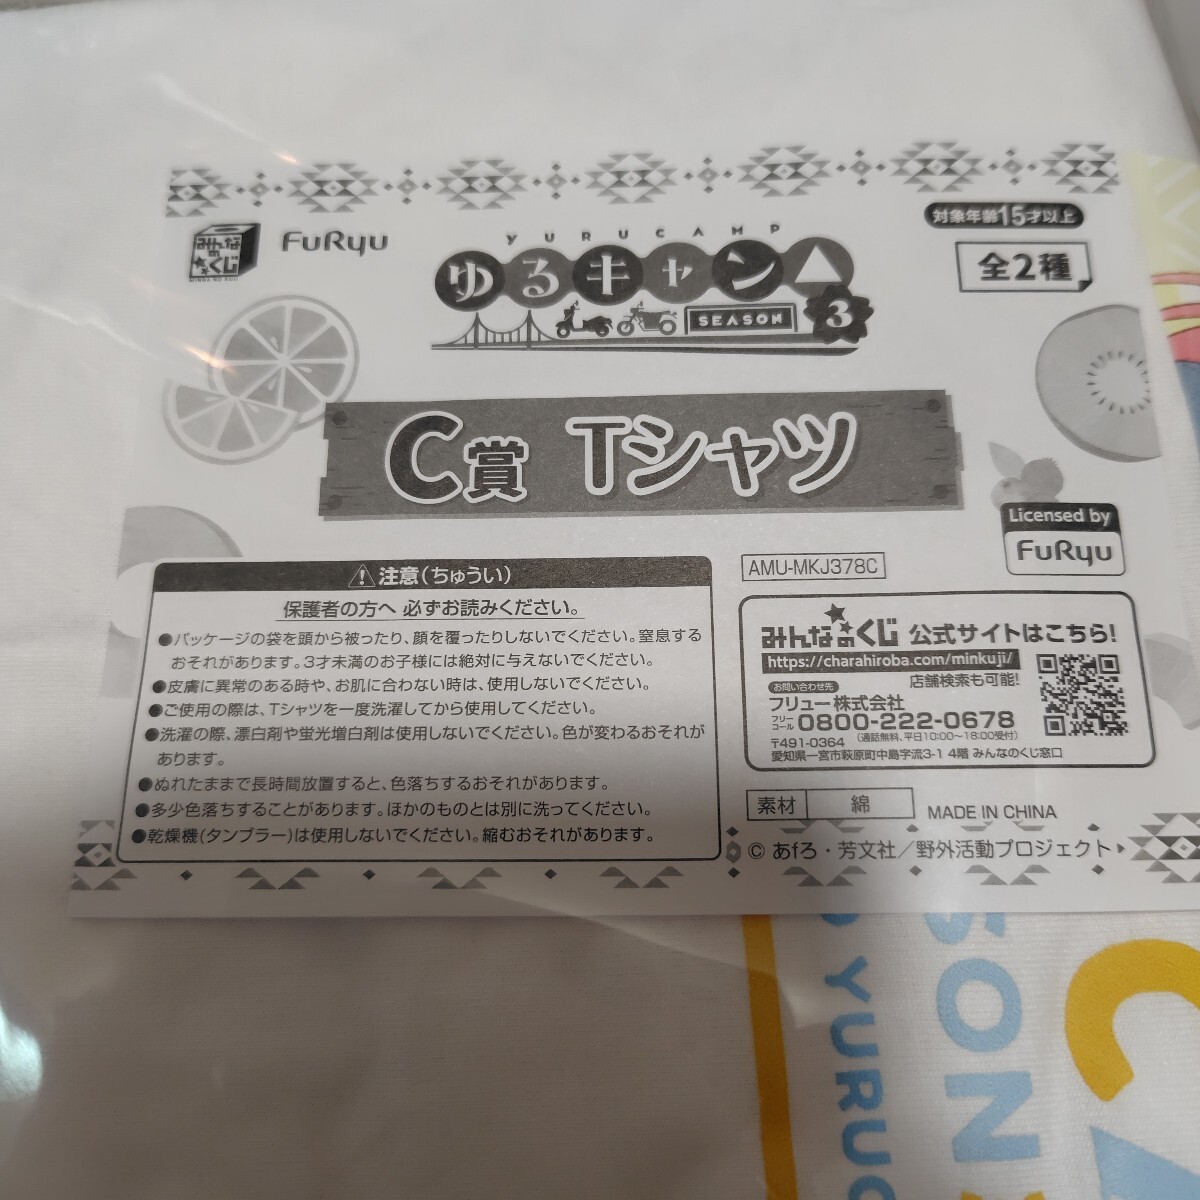 みんなのくじ
MINNA NO KUJI
FuRyu
YURUCAMP
ゆるキャン△
SEASON 3
対象年齢15才以上
全2種
C賞 Tシャツ
Licensed by
FuRyu
⚠注意(ちゅうい)
保護者の方へ 必ずお読みください。
●パッケージの袋を頭から被ったり、顔を覆ったりしないでください。窒息する
おそれがあります。3才未満のお子様には絶対に与えないでください。
●皮膚に異常のある時や、お肌に合わない時は、使用しないでください。
●ご使用の際は、Tシャツを一度洗濯してから使用してください。
●洗濯の際、漂白剤や蛍光増白剤は使用しないでください。色が変わるおそれが
あります。
●ぬれたままで長時間放置すると、色落ちするおそれがあります。
●多少色落ちすることがあります。ほかのものとは別に洗ってください。
●乾燥機(タンブラー)は使用しないでください。縮むおそれがあります。
AMU-MKJ378C
みんなのくじ 公式サイトはこちら!
https://charahiroba.com/minkuji/
店舗検索も可能!
お問い合わせ先
フリュー株式会社
フリーコール 0800-222-0678
(通話無料、平日10:00~18:00受付)
〒491-0364
愛知県一宮市萩原町中島字流3-1 4階 みんなのくじ窓口
素材 綿
MADE IN CHINA
© あfろ・芳文社/野外活動プロジェクト
SON
YURUC
CA